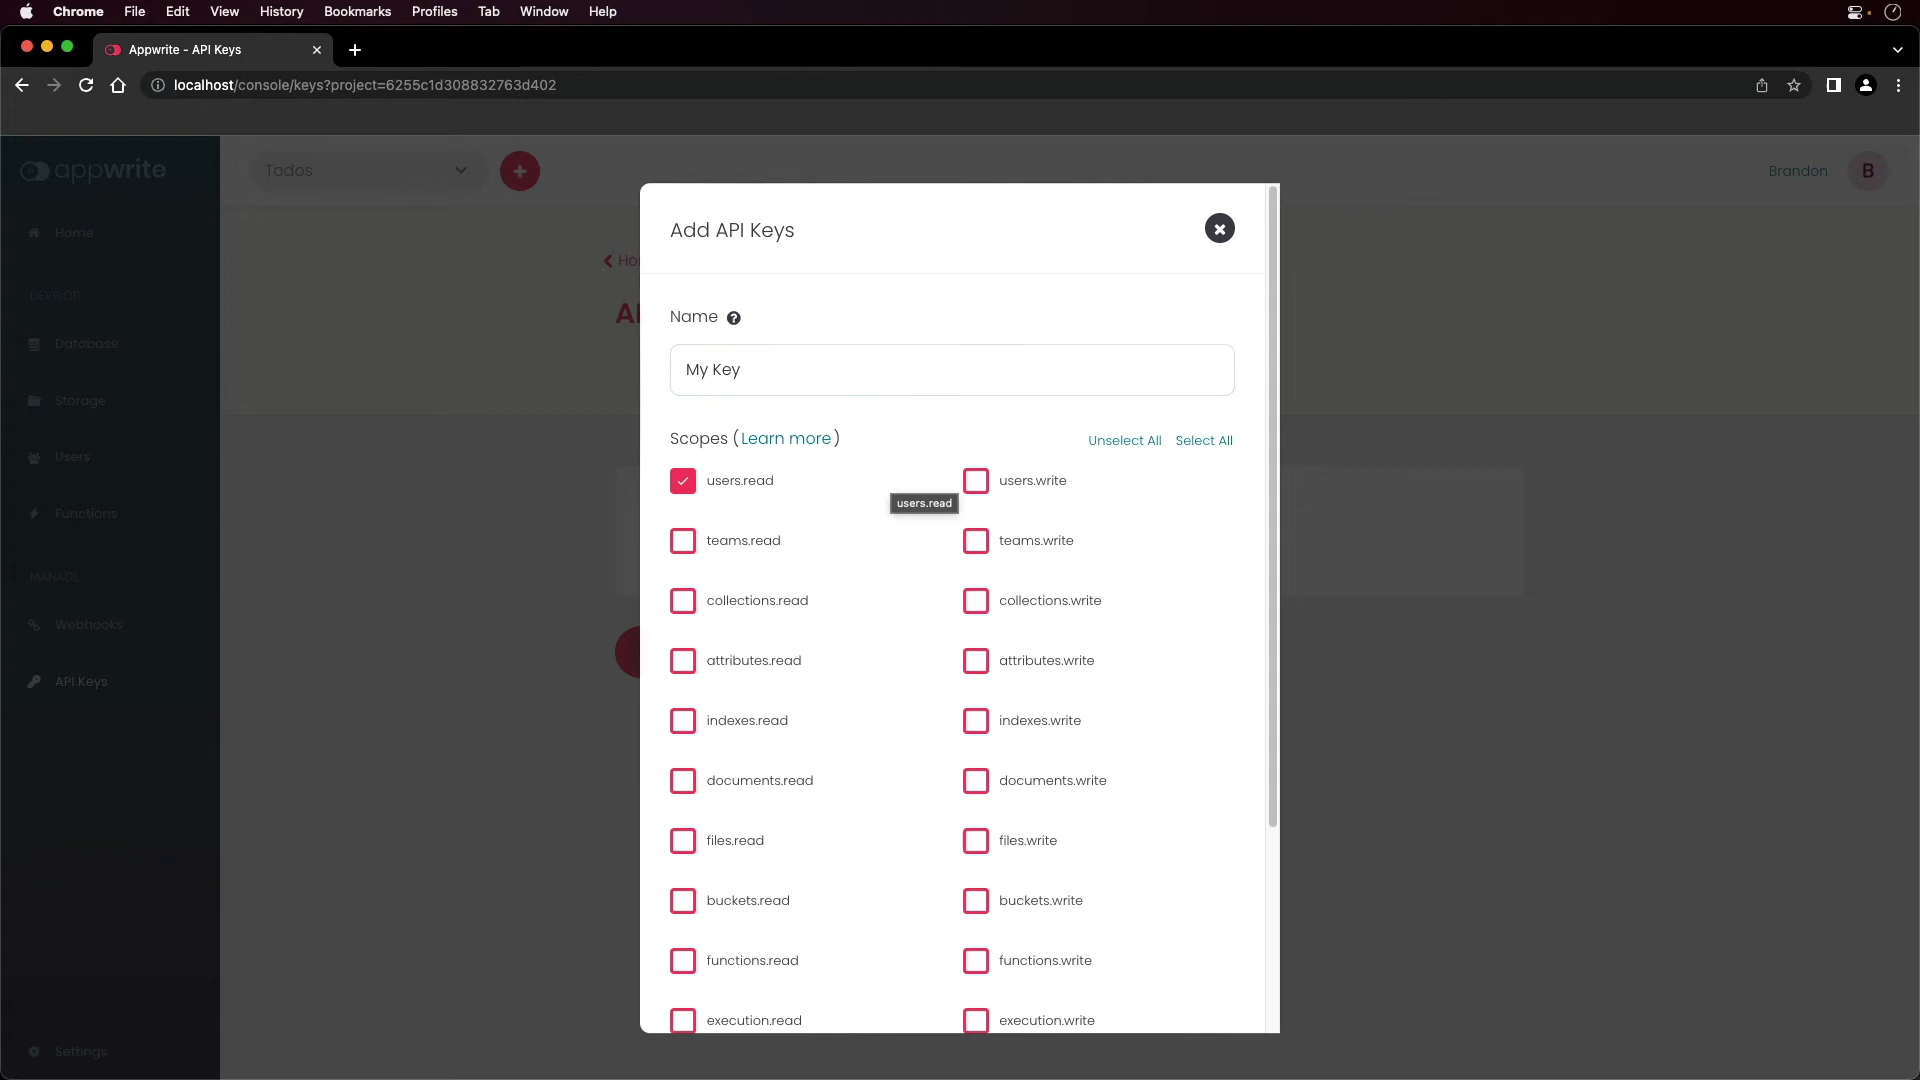 Chrome File Edit View History Bookmarks Profiles Tab Window Help
Appwrite - API Keys
localhost/console/keys?project=6255c1d308832763d402
appwrite
Todos
Brandon B
Home
DEVELOP
Database
Storage
Users
Functions
MANAGE
Webhooks
API Keys
Settings
Add API Keys
Name
My Key
Scopes (Learn more)
Unselect All Select All
users.read users.write
users.read
teams.read teams.write
collections.read collections.write
attributes.read attributes.write
indexes.read indexes.write
documents.read documents.write
files.read files.write
buckets.read buckets.write
functions.read functions.write
execution.read execution.write